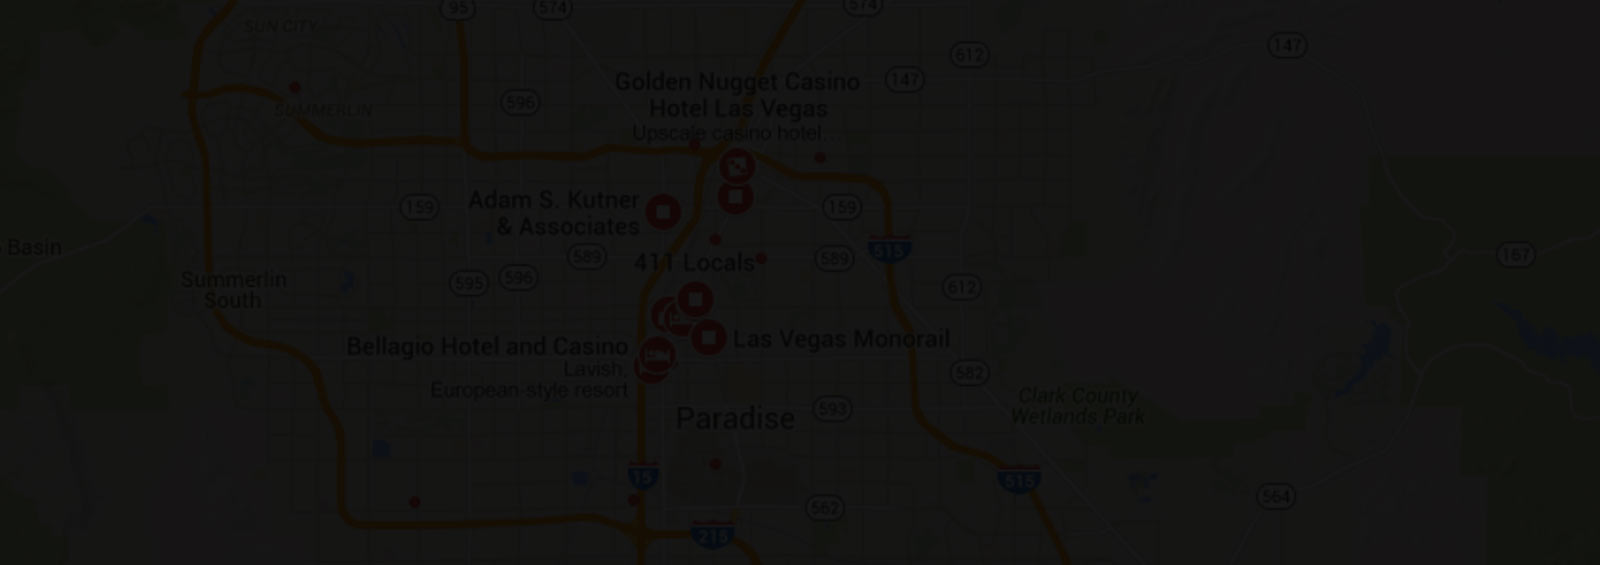 95
574
574
SUN CITY
147
612
147
Golden Nugget Casino
Hotel Las Vegas
Upscale casino hotel...
596
SUMMERLIN
Adam S. Kutner
& Associates
159
159
Basin
589
411 Locals
589
515
167
595
596
612
Summerlin
South
Bellagio Hotel and Casino
Lavish,
European-style resort
Las Vegas Monorail
582
Clark County
Wetlands Park
Paradise
593
15
515
564
562
215